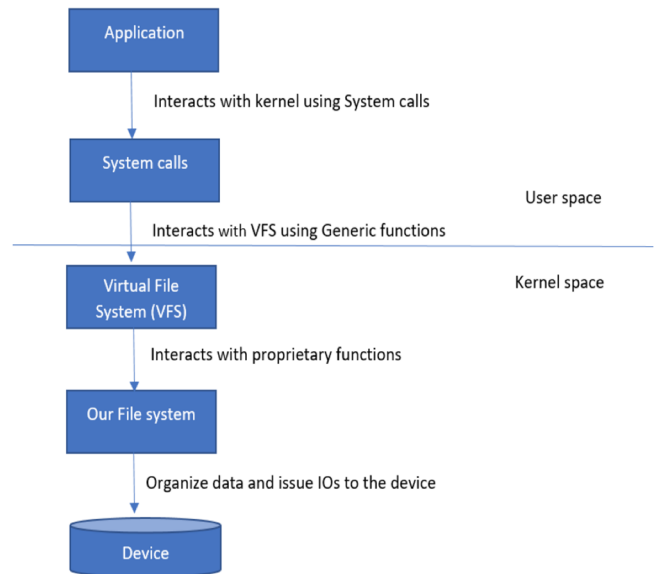 Application
Interacts with kernel using System calls
System calls
User space
Interacts with VFS using Generic functions
Kernel space
Virtual File
System (VFS)
Interacts with proprietary functions
Our File system
Organize data and issue IOs to the device
Device